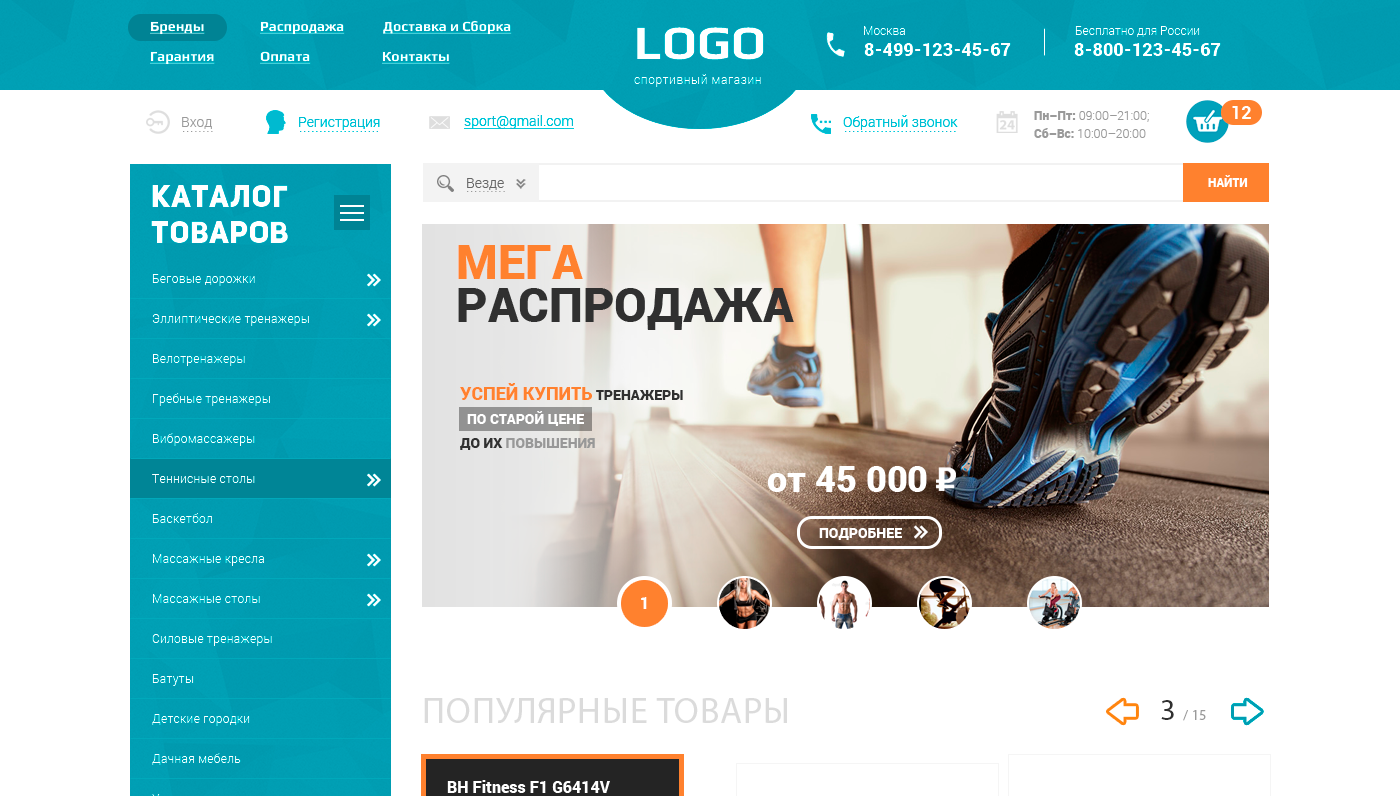 Бренды
Распродажа
Доставка и Сборка
Гарантия
Оплата
Контакты
LOGO
спортивный магазин
Москва
8-499-123-45-67
Бесплатно для России
8-800-123-45-67
Вход
Регистрация
sport@gmail.com
Обратный звонок
24
Пн–Пт: 09:00–21:00;
Сб–Вс: 10:00–20:00
12
КАТАЛОГ
ТОВАРОВ
Беговые дорожки
Эллиптические тренажеры
Велотренажеры
Гребные тренажеры
Вибромассажеры
Теннисные столы
Баскетбол
Массажные кресла
Массажные столы
Силовые тренажеры
Батуты
Детские городки
Дачная мебель
Везде
НАЙТИ
МЕГА
РАСПРОДАЖА
УСПЕЙ КУПИТЬ ТРЕНАЖЕРЫ
ПО СТАРОЙ ЦЕНЕ
ДО ИХ ПОВЫШЕНИЯ
от 45 000 ₽
ПОДРОБНЕЕ
1
ПОПУЛЯРНЫЕ ТОВАРЫ
3 / 15
BH Fitness F1 G6414V